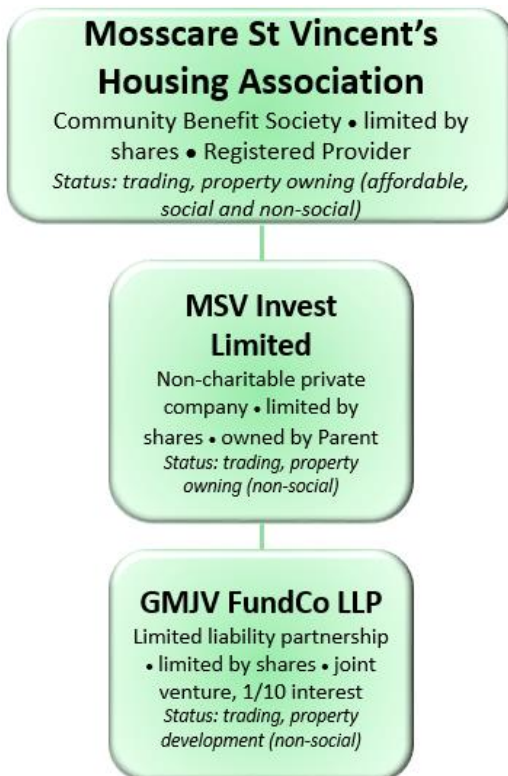 Mosscare St Vincent’s
Housing Association
Community Benefit Society • limited by
shares • Registered Provider
Status: trading, property owning (affordable,
social and non-social)
MSV Invest
Limited
Non-charitable private
company • limited by
shares • owned by Parent
Status: trading, property
owning (non-social)
GMJV FundCo LLP
Limited liability partnership
• limited by shares • joint
venture, 1/10 interest
Status: trading, property
development (non-social)